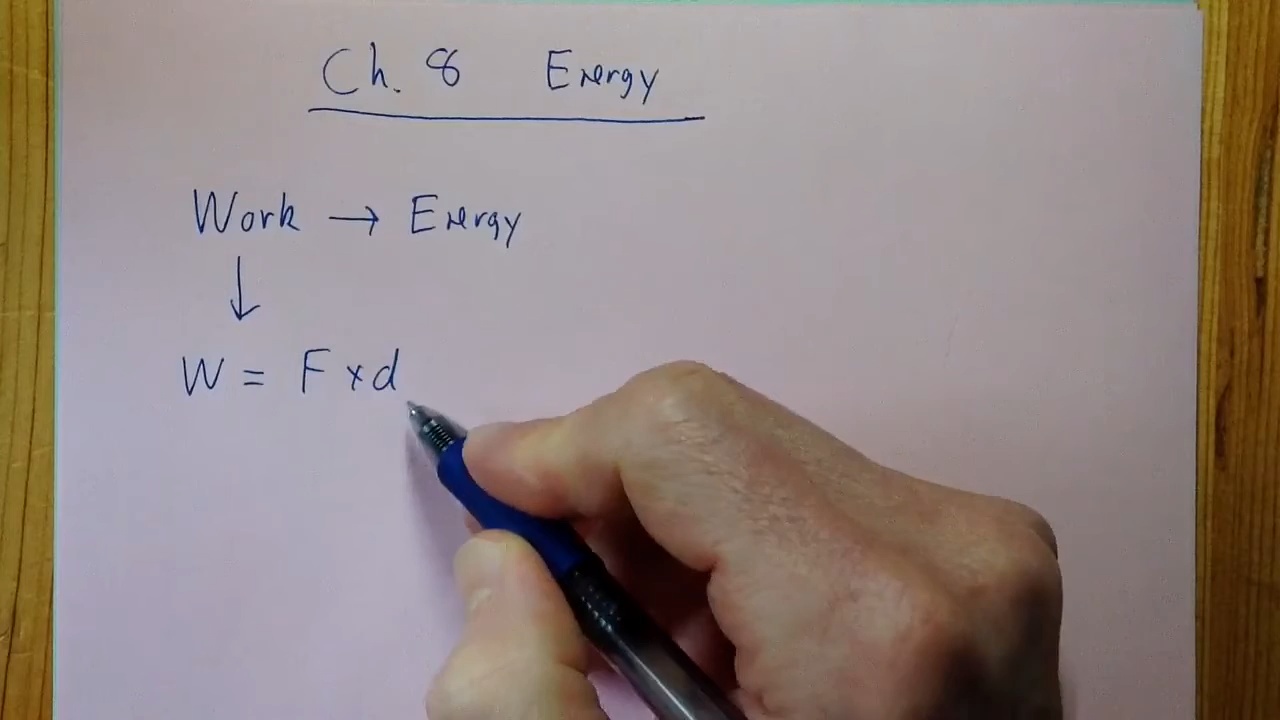 Ch. 8 Energy
Work → Energy
↓
W = F × d